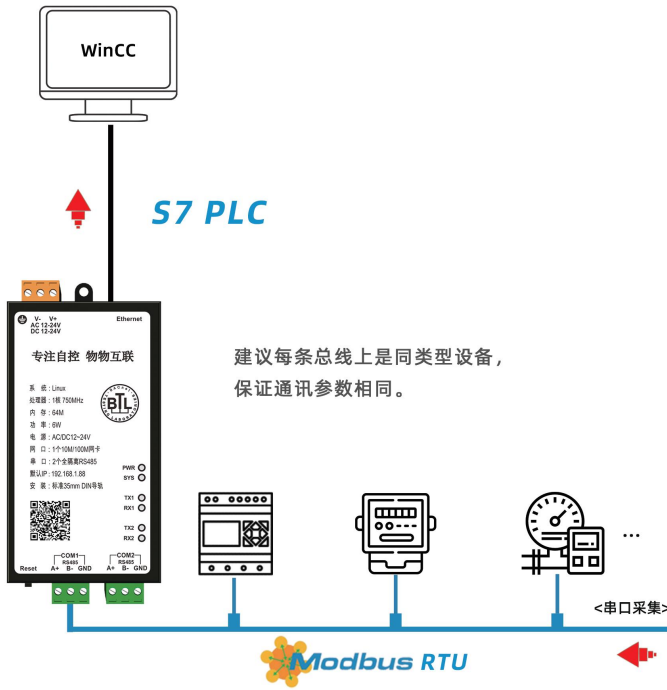 WinCC
S7 PLC
V- V+
AC 12-24V
DC 12-24V
Ethernet
专注自控 物物互联
系 统：Linux
处理器：1核 750MHz
内 存：64M
功 率：6W
电 源：AC/DC12~24V
网 口：1个10M/100M网卡
串 口：2个全隔离RS485
默认IP：192.168.1.88
安 装：标准35mm DIN导轨
BTL
PWR
SYS
TX1
RX1
TX2
RX2
COM1
RS485
COM2
RS485
Reset A+ B- GND A+ B- GND
建议每条总线上是同类型设备，
保证通讯参数相同。
...
<串口采集>
Modbus RTU